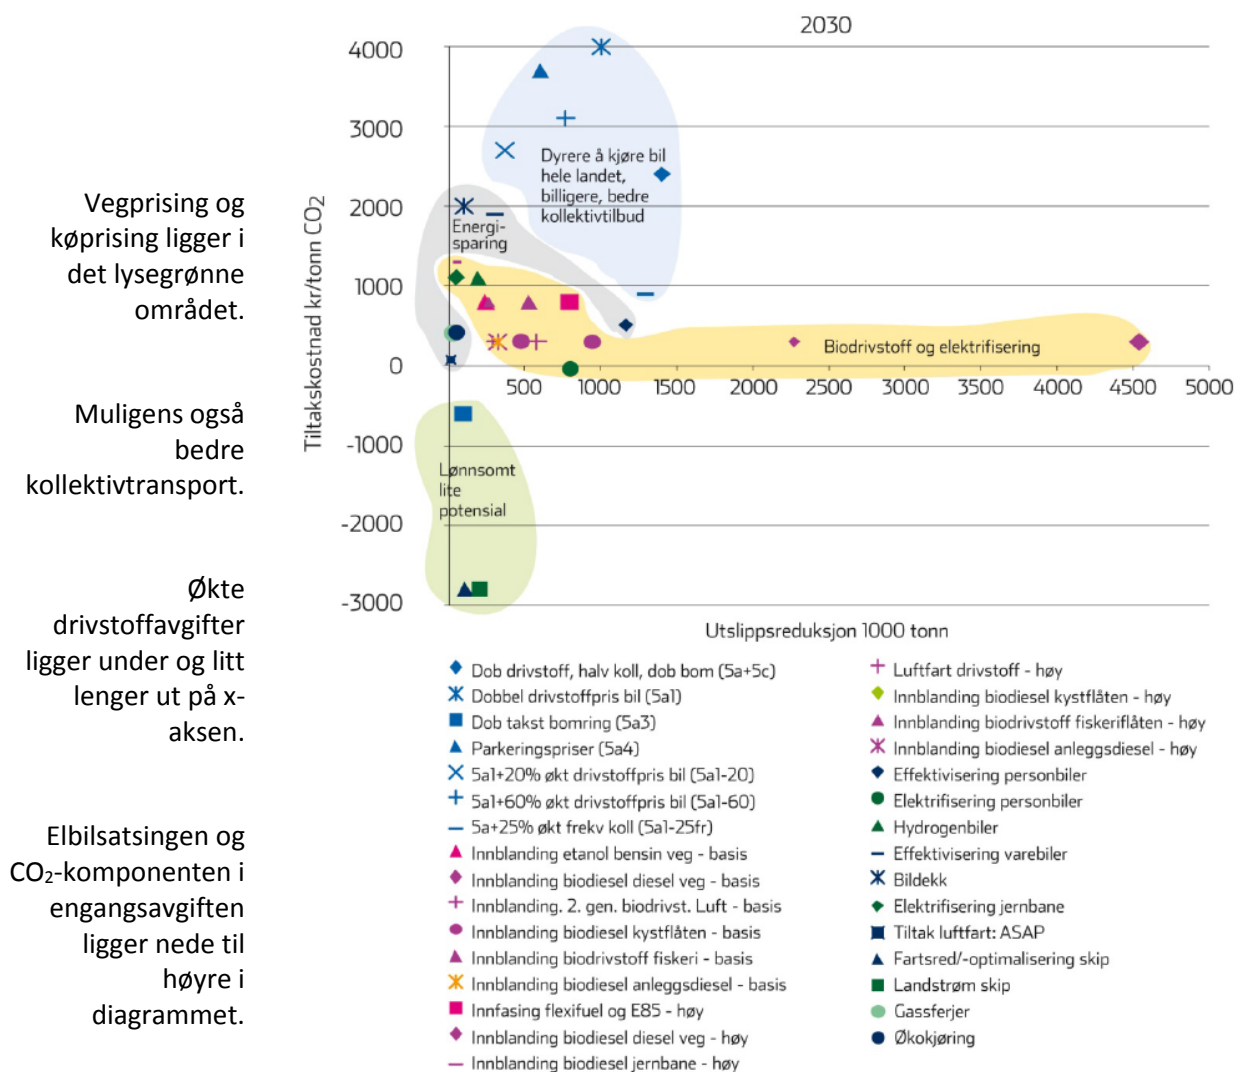 Vegprising og
køprising ligger i
det lysegrønne
området.
Muligens også
bedre
kollektivtransport.
Økte
drivstoffavgifter
ligger under og litt
lenger ut på x-
aksen.
Elbilsatsingen og
CO₂-komponenten i
engangsavgiften
ligger nede til
høyre i
diagrammet.
2030
Tiltakskostnad kr/tonn CO₂
4000
3000
2000
1000
0
-1000
-2000
-3000
500
1000
1500
2000
2500
3000
3500
4000
4500
5000
Dyrere å kjøre bil
hele landet,
billigere, bedre
kollektivtilbud
Energi-
sparing
Biodrivstoff og elektrifisering
Lønnsomt
lite
potensial
Utslippsreduksjon 1000 tonn
Dob drivstoff, halv koll, dob bom (5a+5c)
Dobbel drivstoffpris bil (5a1)
Dob takst bomring (5a3)
Parkeringspriser (5a4)
5a1+20% økt drivstoffpris bil (5a1-20)
5a1+60% økt drivstoffpris bil (5a1-60)
5a+25% økt frekv koll (5a1-25fr)
Innblanding etanol bensin veg - basis
Innblanding biodiesel diesel veg - basis
Innblanding. 2. gen. biodrivst. Luft - basis
Innblanding biodiesel kystflåten - basis
Innblanding biodrivstoff fiskeri - basis
Innblanding biodiesel anleggsdiesel - basis
Innfasing flexifuel og E85 - høy
Innblanding biodiesel diesel veg - høy
Innblanding biodiesel jernbane - høy
Luftfart drivstoff - høy
Innblanding biodiesel kystflåten - høy
Innblanding biodrivstoff fiskeriflåten - høy
Innblanding biodiesel anleggsdiesel - høy
Effektivisering personbiler
Elektrifisering personbiler
Hydrogenbiler
Effektivisering varebiler
Bildekk
Elektrifisering jernbane
Tiltak luftfart: ASAP
Fartsred/-optimalisering skip
Landstrøm skip
Gassferjer
Økokjøring